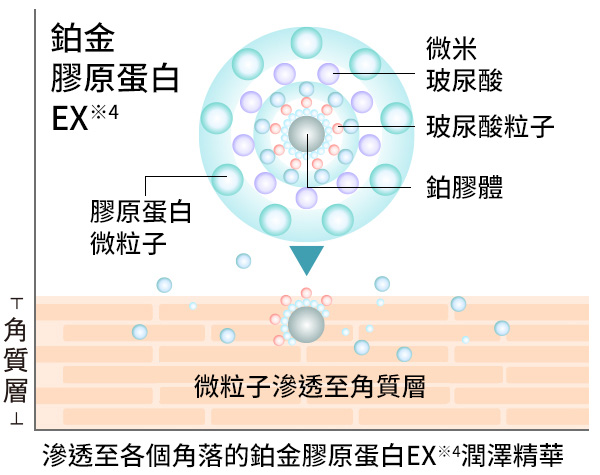 鉑金
膠原蛋白
EX※4
微米
玻尿酸
玻尿酸粒子
鉑膠體
膠原蛋白
微粒子
角質層
微粒子滲透至角質層
滲透至各個角落的鉑金膠原蛋白EX※4潤澤精華